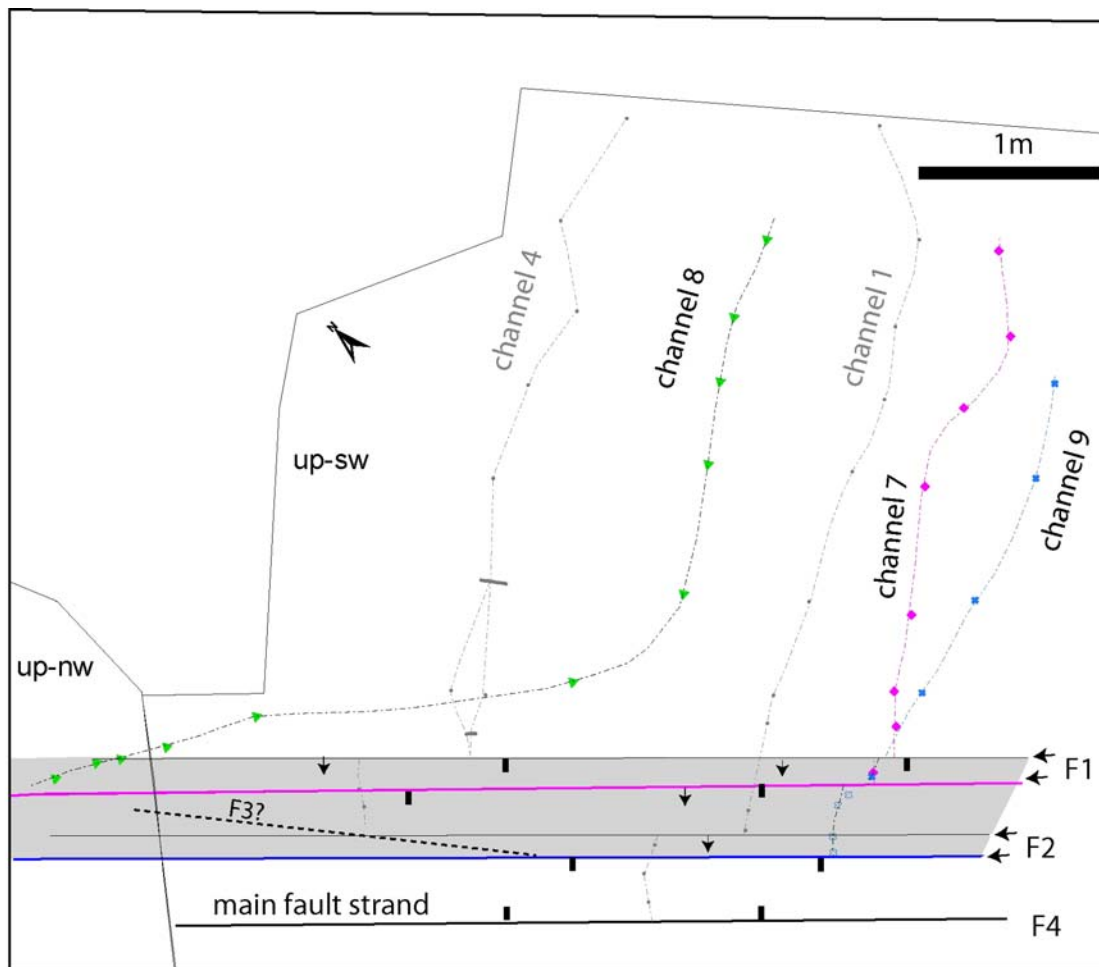 1m
N
channel 4
channel 8
channel 1
up-sw
channel 7
channel 9
up-nw
F1
F3?
F2
main fault strand
F4